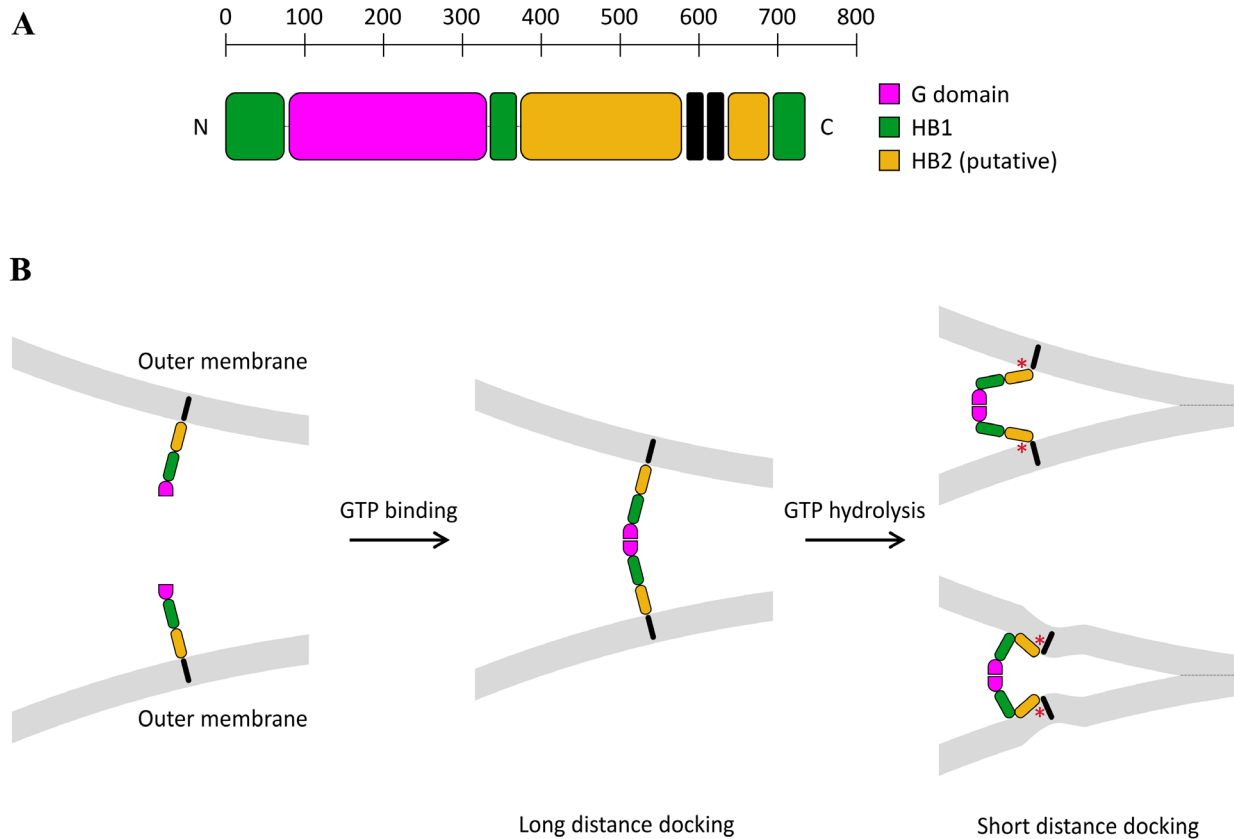 A
0 100 200 300 400 500 600 700 800
N
C
G domain
HB1
HB2 (putative)
B
Outer membrane
Outer membrane
GTP binding
GTP hydrolysis
*
*
*
*
Long distance docking
Short distance docking